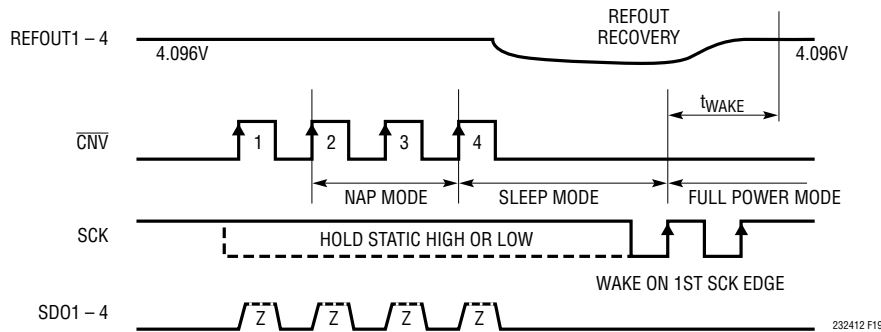 REFOUT
RECOVERY
REFOUT1 – 4
4.096V
4.096V
tWAKE
CNV
1
2
3
4
NAP MODE
SLEEP MODE
FULL POWER MODE
SCK
HOLD STATIC HIGH OR LOW
WAKE ON 1ST SCK EDGE
SDO1 – 4
Z
Z
Z
Z
232412 F19